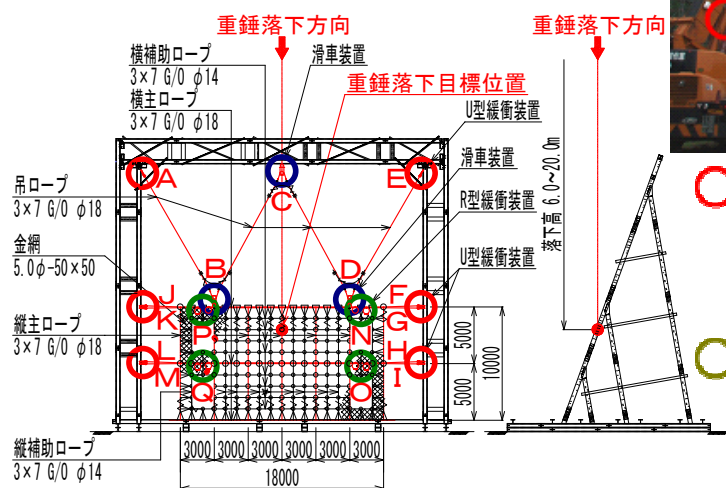 重錘落下方向
重錘落下方向
横補助ロープ
3×7 G/O φ14
滑車装置
横主ロープ
3×7 G/O φ18
重錘落下目標位置
U型緩衝装置
滑車装置
R型緩衝装置
U型緩衝装置
吊ロープ
3×7 G/O φ18
金網
5.0φ-50×50
縦主ロープ
3×7 G/O φ18
縦補助ロープ
3×7 G/O φ14
A
E
C
B
D
J
K
F
G
P
N
L
M
H
I
Q
O
5000
5000
10000
3000
3000
3000
3000
3000
3000
18000
落下高 6.0~20.0m